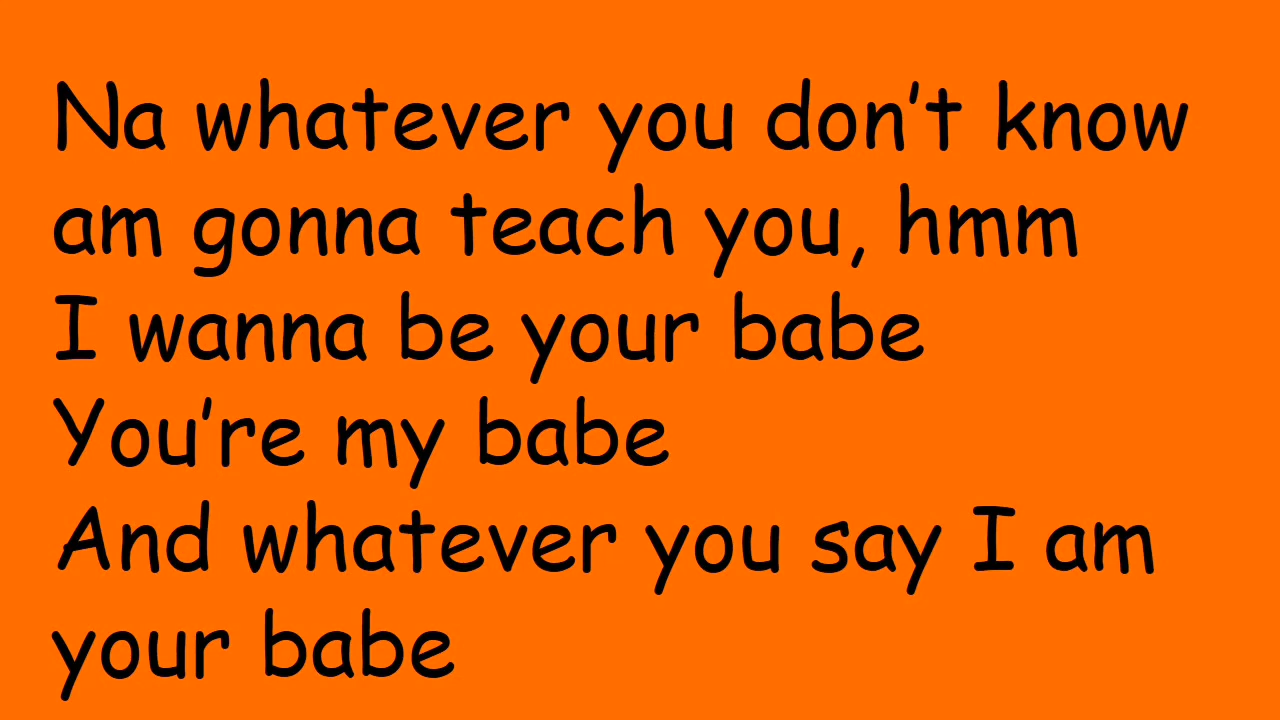 Na whatever you don’t know
am gonna teach you, hmm
I wanna be your babe
You’re my babe
And whatever you say I am
your babe